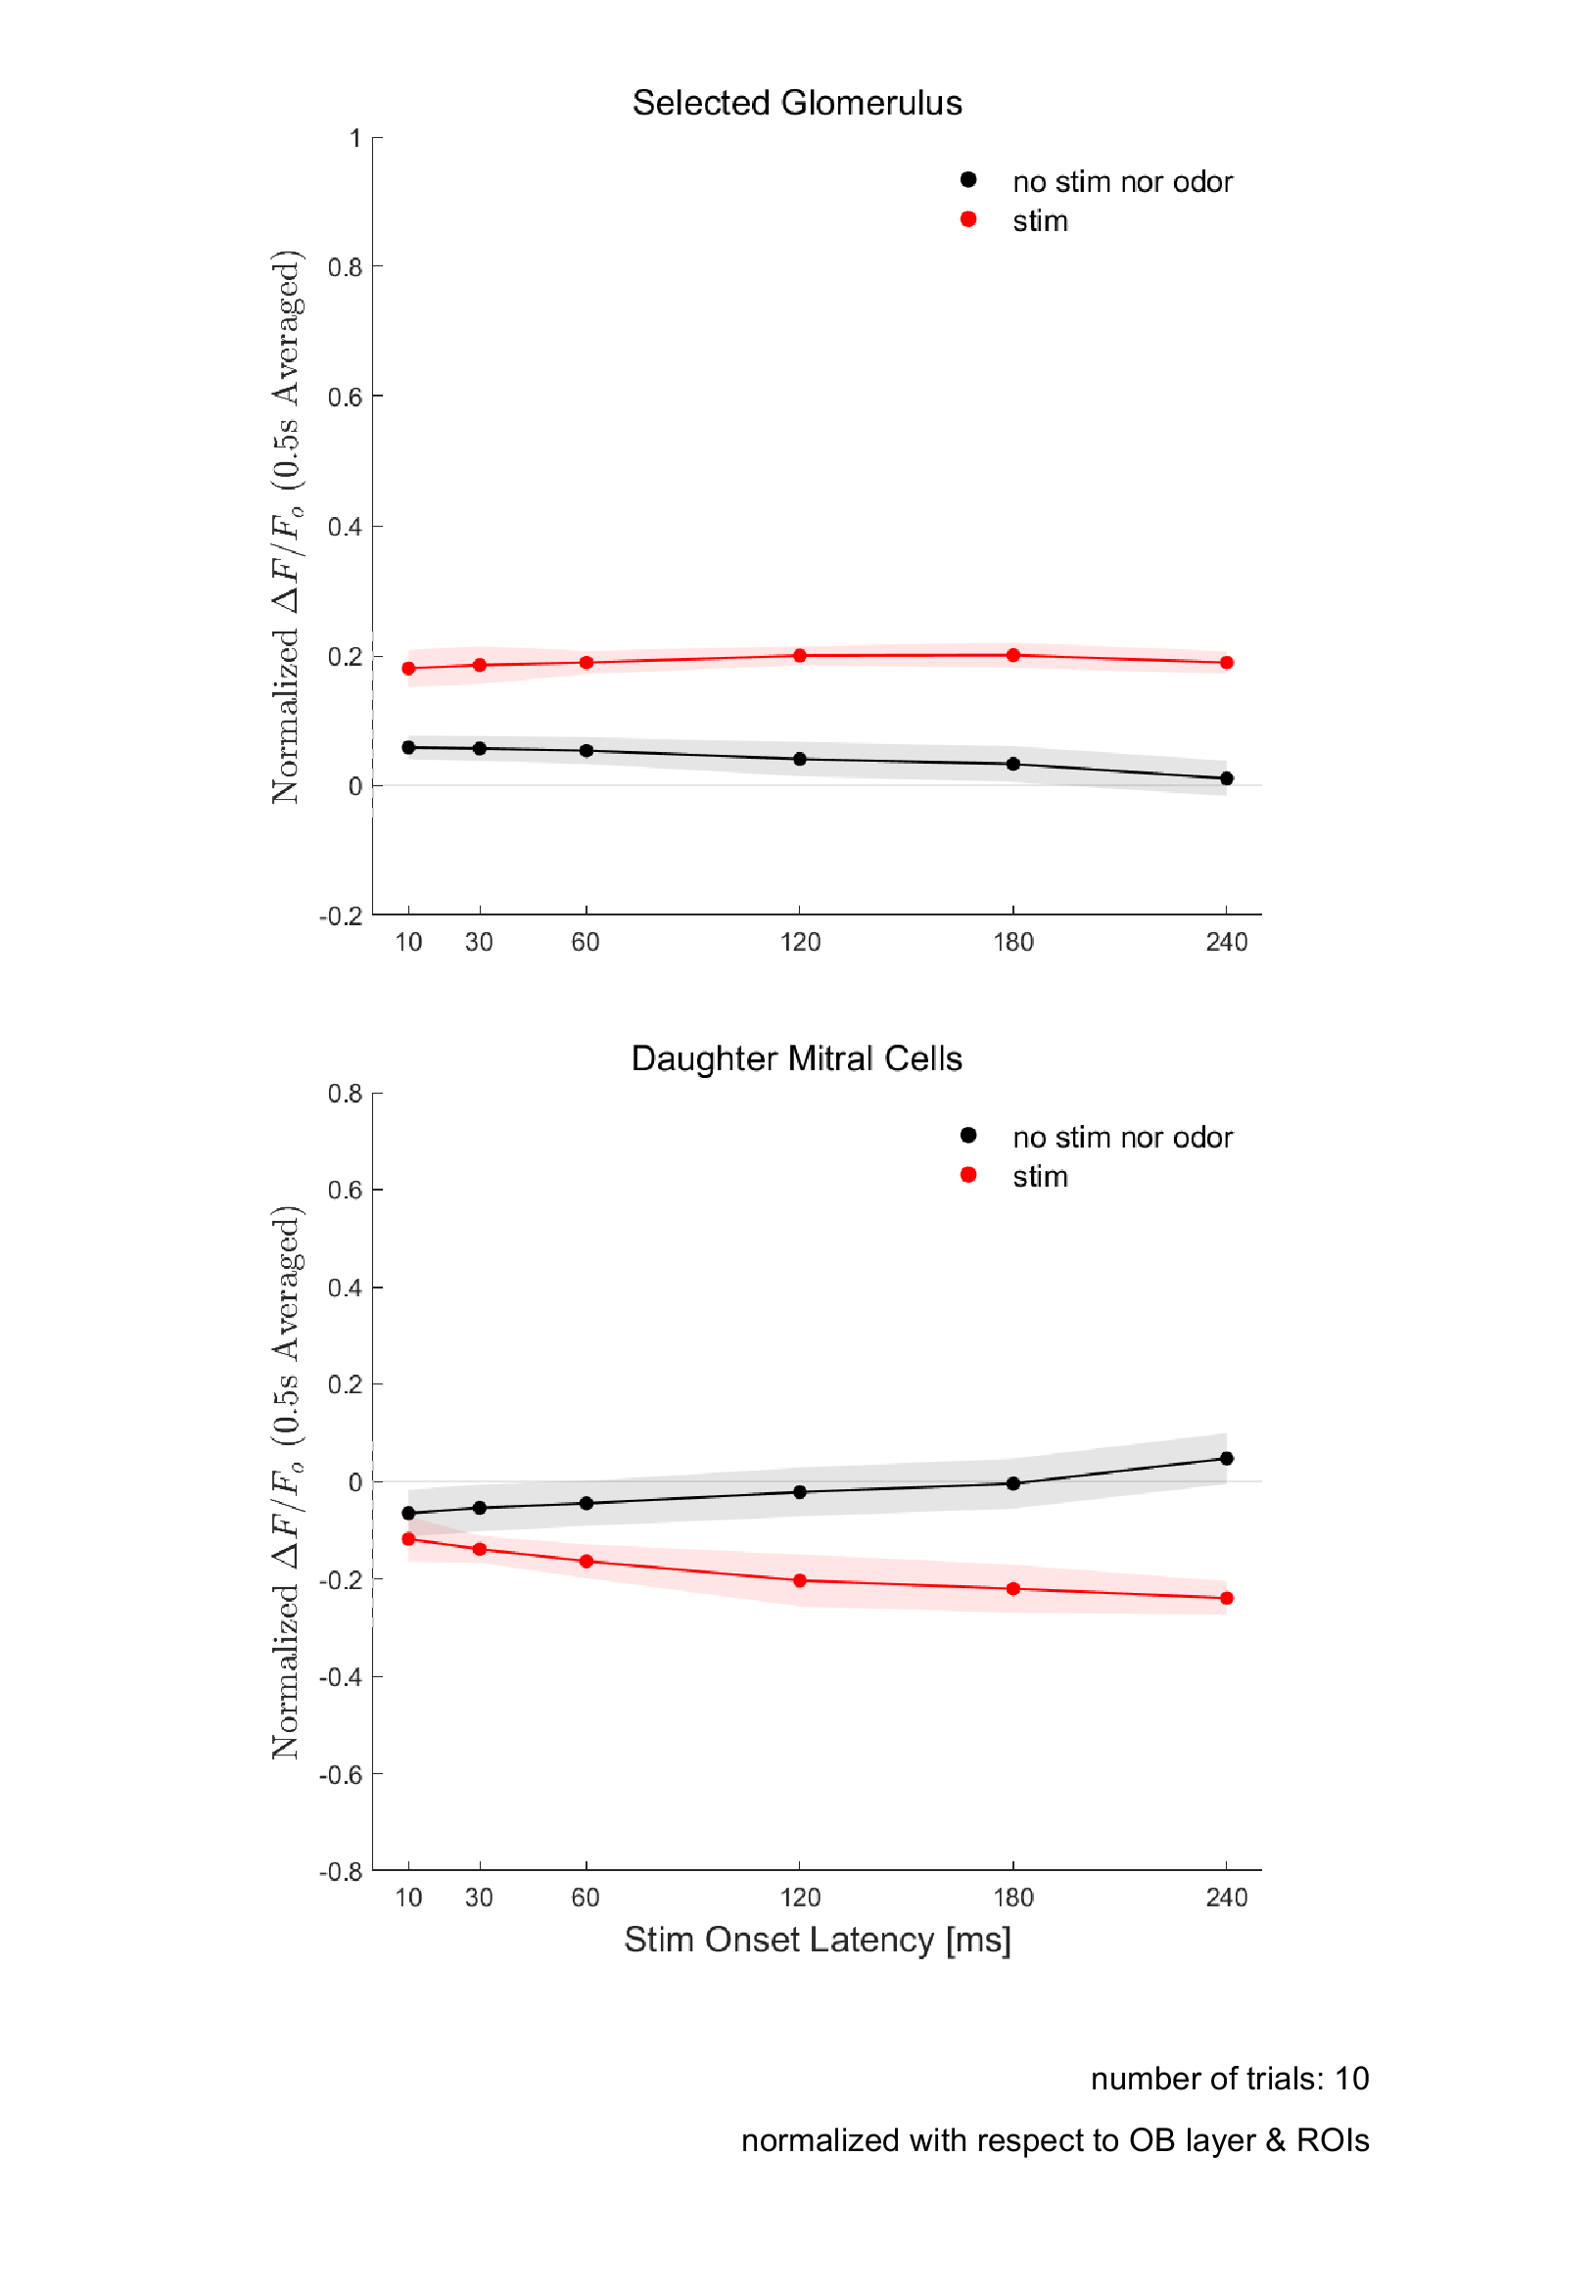 Selected Glomerulus
no stim nor odor
stim
Normalized ΔF/Fo (0.5s Averaged)
1
0.8
0.6
0.4
0.2
0
-0.2
10 30 60 120 180 240
Daughter Mitral Cells
no stim nor odor
stim
Normalized ΔF/Fo (0.5s Averaged)
0.8
0.6
0.4
0.2
0
-0.2
-0.4
-0.6
-0.8
10 30 60 120 180 240
Stim Onset Latency [ms]
number of trials: 10
normalized with respect to OB layer & ROIs